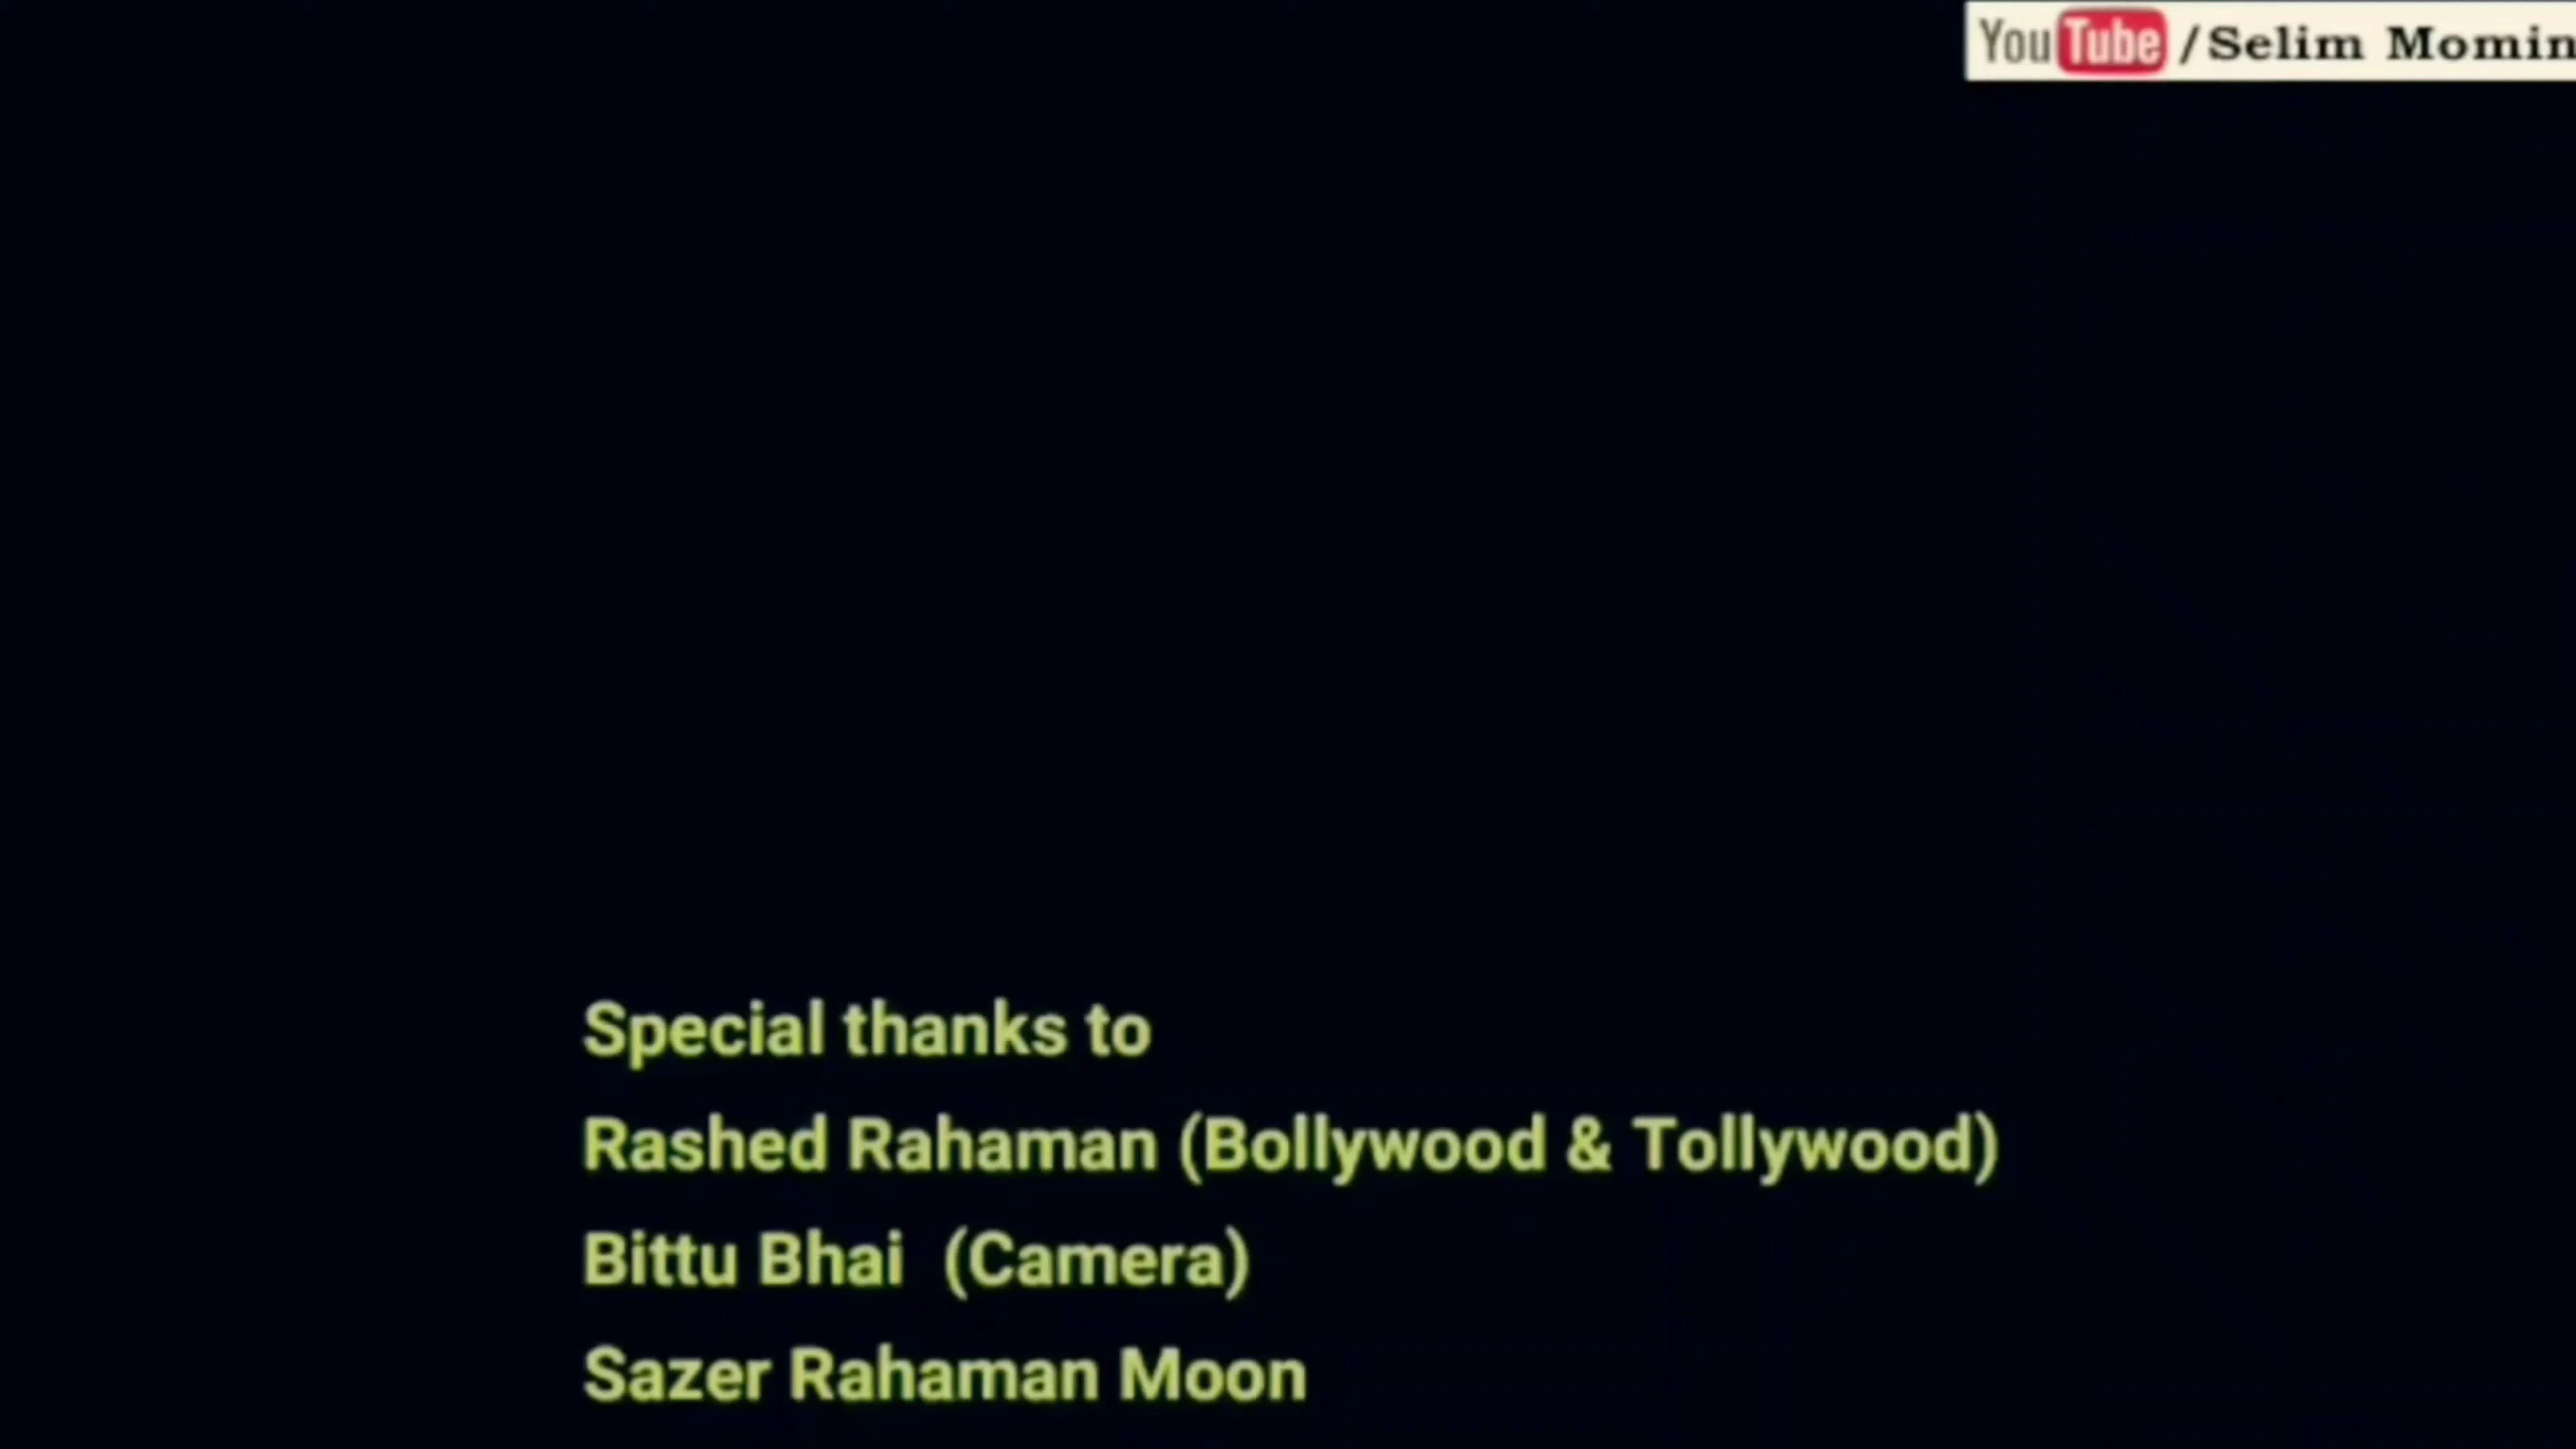 YouTube /Selim Momin
Special thanks to
Rashed Rahaman (Bollywood & Tollywood)
Bittu Bhai (Camera)
Sazer Rahaman Moon